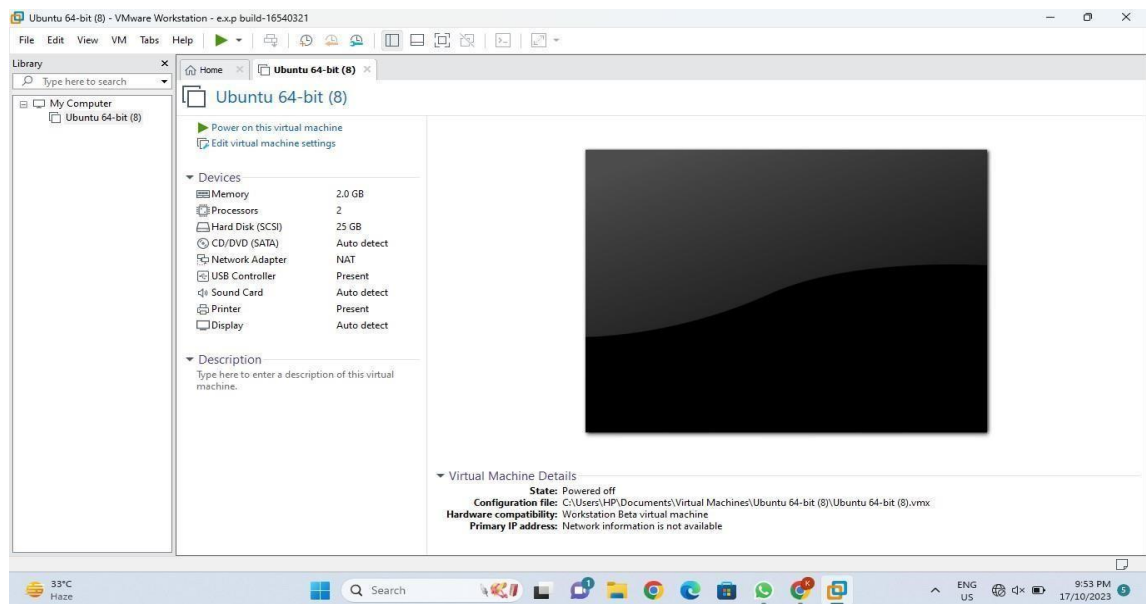 Ubuntu 64-bit (8) - VMware Workstation - e.x.p build-16540321
File Edit View VM Tabs Help
Library
Type here to search
My Computer
Ubuntu 64-bit (8)
Home
Ubuntu 64-bit (8)
Ubuntu 64-bit (8)
Power on this virtual machine
Edit virtual machine settings
Devices
Memory 2.0 GB
Processors 2
Hard Disk (SCSI) 25 GB
CD/DVD (SATA) Auto detect
Network Adapter NAT
USB Controller Present
Sound Card Auto detect
Printer Present
Display Auto detect
Description
Type here to enter a description of this virtual
machine.
Virtual Machine Details
State: Powered off
Configuration file: C:\Users\HP\Documents\Virtual Machines\Ubuntu 64-bit (8)\Ubuntu 64-bit (8).vmx
Hardware compatibility: Workstation Beta virtual machine
Primary IP address: Network information is not available
33°C
Haze
Search
1
K
ENG
US
9:53 PM
17/10/2023
5